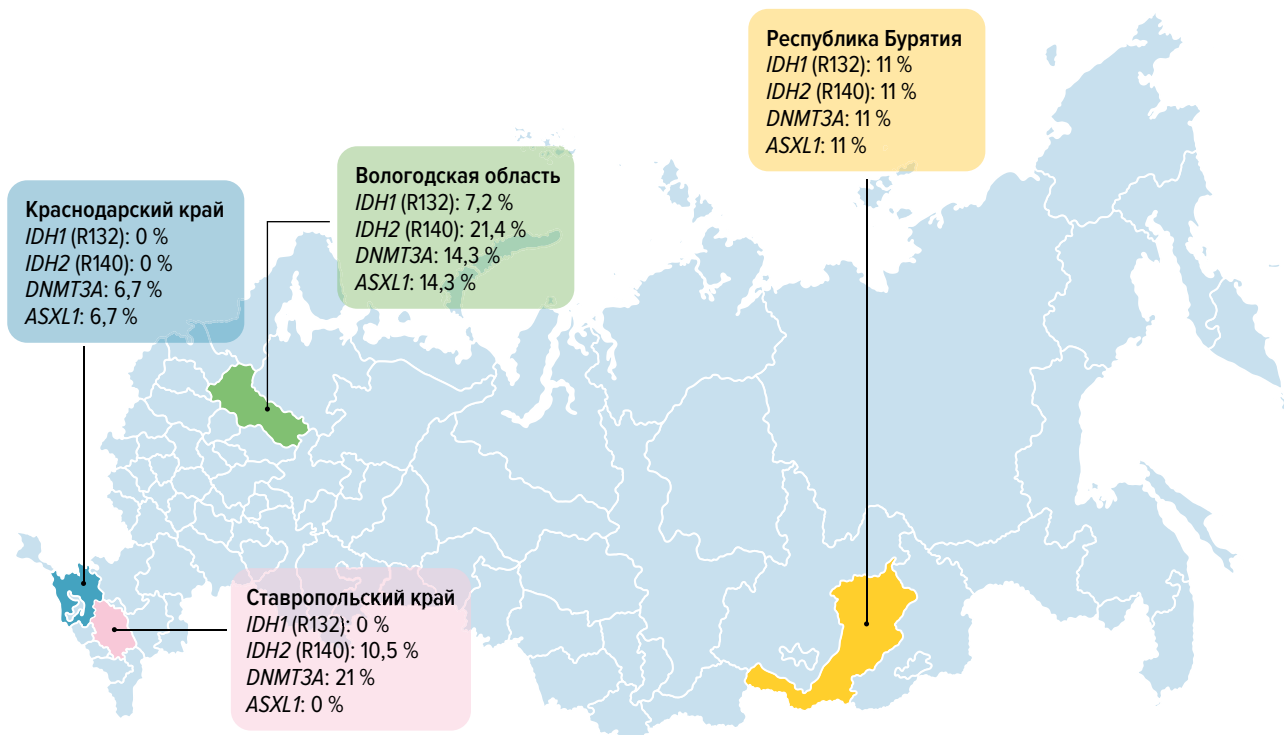 Республика Бурятия
IDH1 (R132): 11 %
IDH2 (R140): 11 %
DNMT3A: 11 %
ASXL1: 11 %
Вологодская область
IDH1 (R132): 7,2 %
IDH2 (R140): 21,4 %
DNMT3A: 14,3 %
ASXL1: 14,3 %
Краснодарский край
IDH1 (R132): 0 %
IDH2 (R140): 0 %
DNMT3A: 6,7 %
ASXL1: 6,7 %
Ставропольский край
IDH1 (R132): 0 %
IDH2 (R140): 10,5 %
DNMT3A: 21 %
ASXL1: 0 %